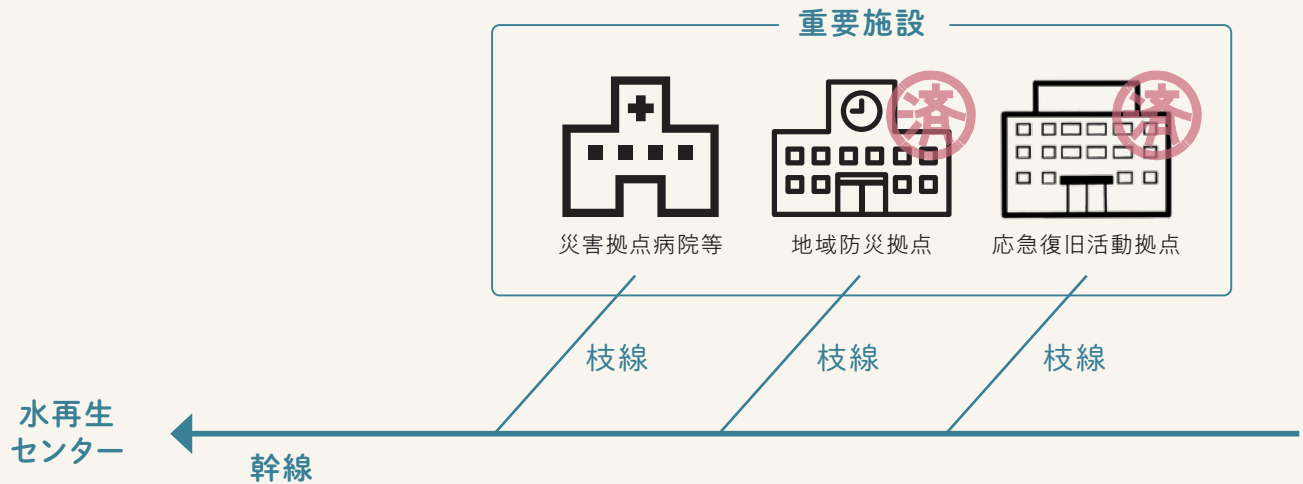 重要施設
済
済
災害拠点病院等
地域防災拠点
応急復旧活動拠点
枝線
枝線
枝線
水再生
センター
幹線